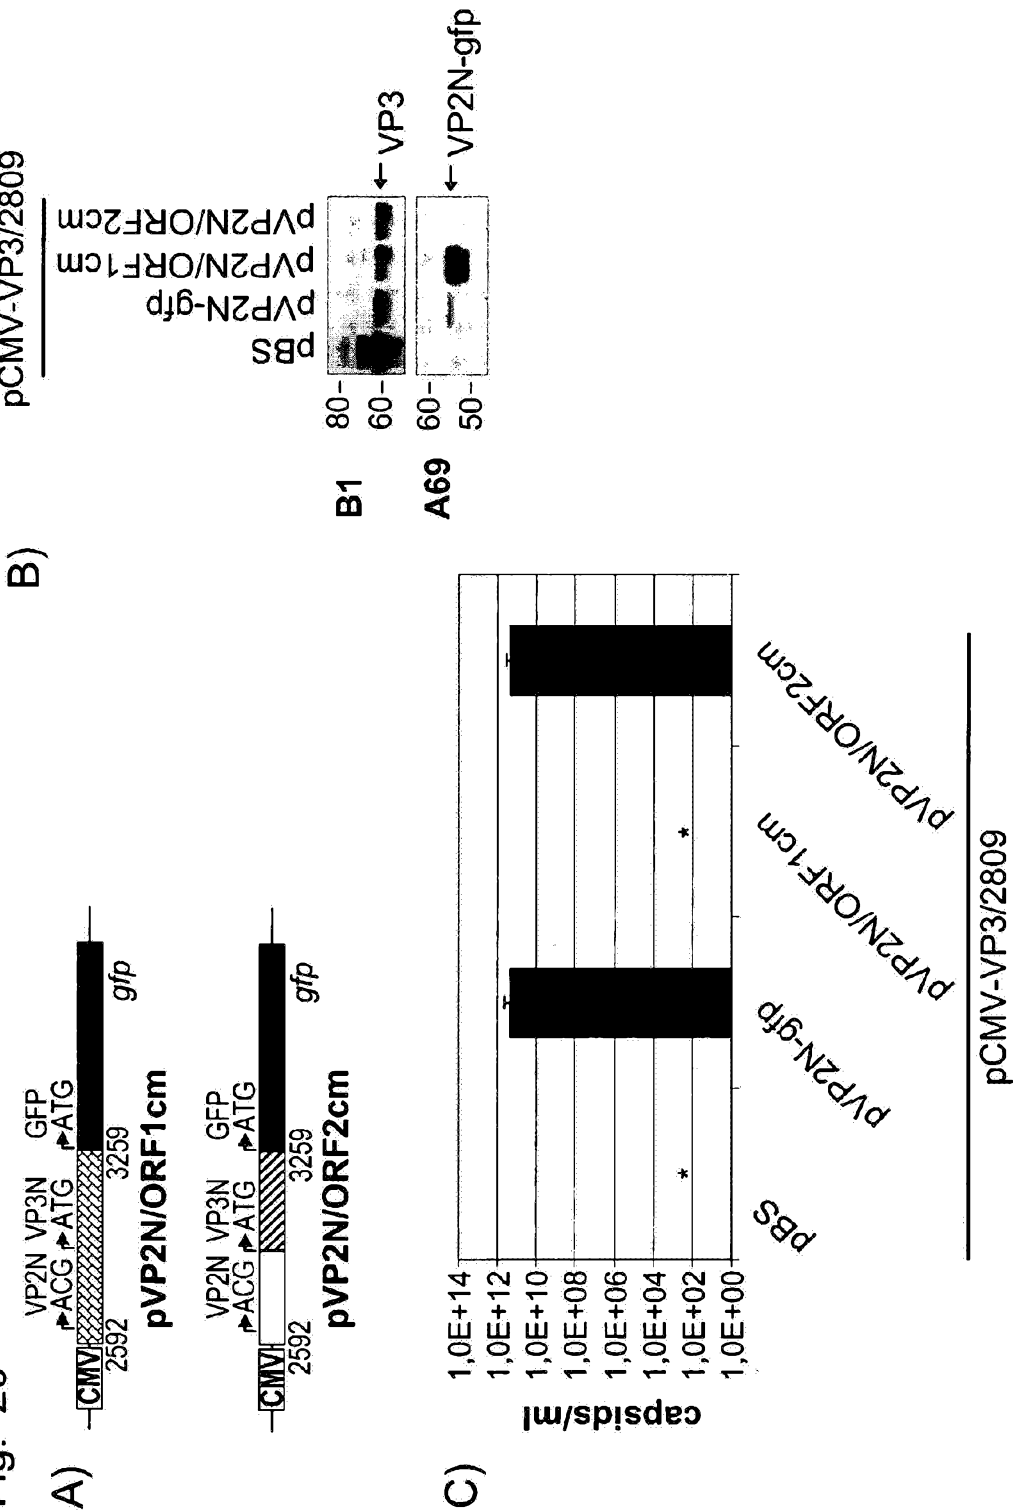 A)
VP2N VP3N GFP
ACG ATG ATG
CMV
2592 3259 gfp
pVP2N/ORF1cm
VP2N VP3N GFP
ACG ATG ATG
CMV
2592 3259 gfp
pVP2N/ORF2cm
B)
pCMV-VP3/2809
pBS
pVP2N-gfp
pVP2N/ORF1cm
pVP2N/ORF2cm
B1
80-
60-
VP3
A69
60-
50-
VP2N-gfp
C)
capsids/ml
1,0E+14
1,0E+12
1,0E+10
1,0E+08
1,0E+06
1,0E+04
1,0E+02
1,0E+00
* *
pBS
pVP2N-gfp
pVP2N/ORF1cm
pVP2N/ORF2cm
pCMV-VP3/2809